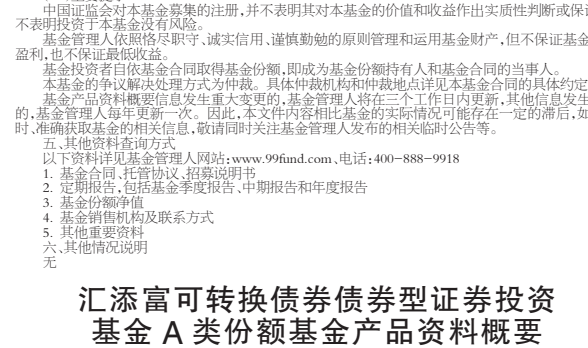 中国证监会对本基金募集的注册,并不表明其对本基金的价值和收益作出实质性判断或保
不表明投资于本基金没有风险。
基金管理人依照恪尽职守、诚实信用、谨慎勤勉的原则管理和运用基金财产,但不保证基金
盈利,也不保证最低收益。
基金投资者自依基金合同取得基金份额,即成为基金份额持有人和基金合同的当事人。
本基金的争议解决处理方式为仲裁。具体仲裁机构和仲裁地点详见本基金合同的具体约定
基金产品资料概要信息发生重大变更的,基金管理人将在三个工作日内更新,其他信息发生
的,基金管理人每年更新一次。因此,本文件内容相比基金的实际情况可能存在一定的滞后,如
时、准确获取基金的相关信息,敬请同时关注基金管理人发布的相关临时公告等。
五、其他资料查询方式
以下资料详见基金管理人网站:www.99fund.com、电话:400-888-9918
1. 基金合同、托管协议、招募说明书
2. 定期报告,包括基金季度报告、中期报告和年度报告
3. 基金份额净值
4. 基金销售机构及联系方式
5. 其他重要资料
六、其他情况说明
无
汇添富可转换债券债券型证券投资
基金 A 类份额基金产品资料概要